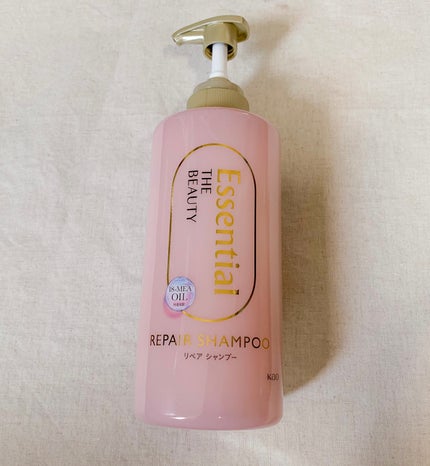 Essential
THE
BEAUTY
18-MEA
OIL
REPAIR SHAMPOO
リペア シャンプー
Kao